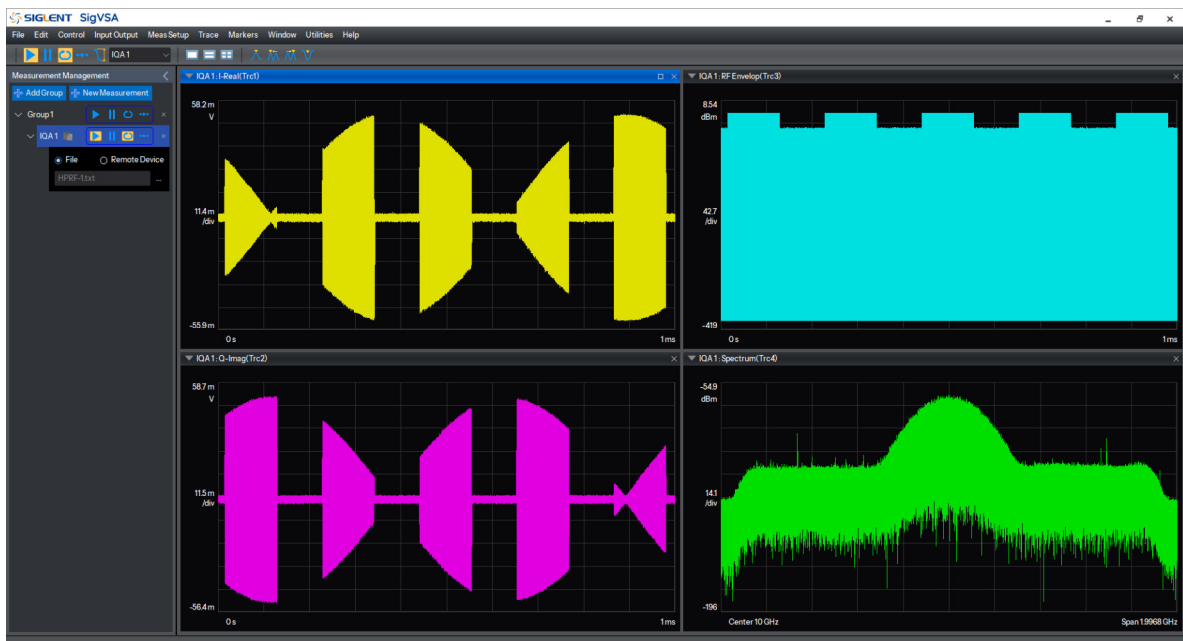 SIGLENT SigVSA
File Edit Control Input Output Meas Setup Trace Markers Window Utilities Help
IQA 1
Measurement Management
Add Group New Measurement
Group1
IQA 1
File Remote Device
HPRF-1.txt ...
IQA 1: I-Real(Trc1)
58.2 m
V
11.4 m
/div
-55.9 m
0 s 1 ms
IQA 1: RF Envelop(Trc3)
8.54
dBm
42.7
/div
-419
0 s 1 ms
IQA 1: Q-Imag(Trc2)
58.7 m
V
11.5 m
/div
-56.4 m
0 s 1 ms
IQA 1: Spectrum(Trc4)
-54.9
dBm
14.1
/div
-196
Center 10 GHz Span 1.9968 GHz